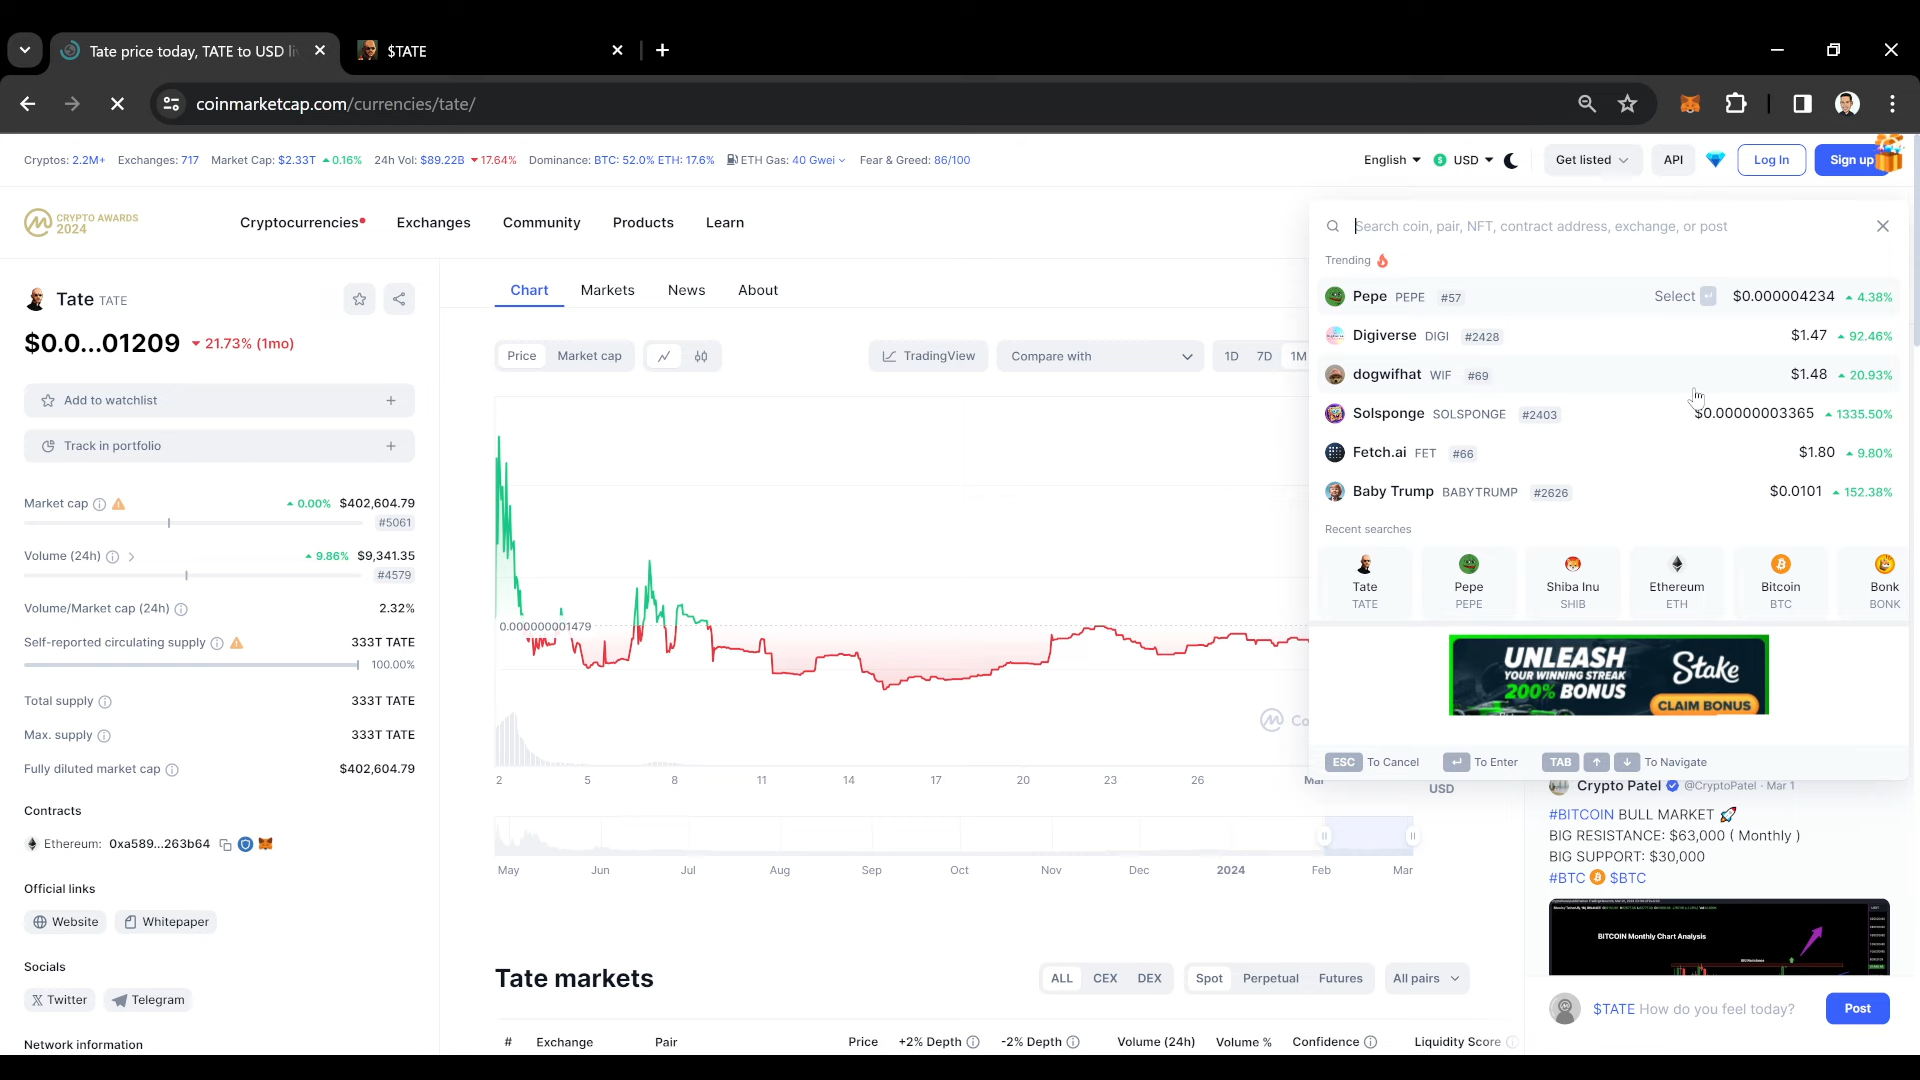 Tate price today, TATE to USD li
$TATE
coinmarketcap.com/currencies/tate/
Cryptos: 2.2M+ Exchanges: 717 Market Cap: $2.33T 0.16% 24h Vol: $89.22B 17.64% Dominance: BTC: 52.0% ETH: 17.6% ETH Gas: 40 Gwei Fear & Greed: 86/100
English USD Get listed API Log In Sign up
CRYPTO AWARDS
2024
Cryptocurrencies Exchanges Community Products Learn
Search coin, pair, NFT, contract address, exchange, or post
Trending
Pepe PEPE #57 Select $0.000004234 4.38%
Digiverse DIGI #2428 $1.47 92.46%
dogwifhat WIF #69 $1.48 20.93%
Solsponge SOLSPONGE #2403 $0.00000003365 1335.50%
Fetch.ai FET #66 $1.80 9.80%
Baby Trump BABYTRUMP #2626 $0.0101 152.38%
Recent searches
Tate Pepe Shiba Inu Ethereum Bitcoin Bonk
TATE PEPE SHIB ETH BTC BONK
UNLEASH
YOUR WINNING STREAK
200% BONUS
Stake
CLAIM BONUS
ESC To Cancel To Enter TAB To Navigate
Tate TATE
$0.0...01209 21.73% (1mo)
Add to watchlist +
Track in portfolio +
Market cap 0.00% $402,604.79
#5061
Volume (24h) 9.86% $9,341.35
#4579
Volume/Market cap (24h) 2.32%
Self-reported circulating supply 333T TATE
100.00%
Total supply 333T TATE
Max. supply 333T TATE
Fully diluted market cap $402,604.79
Contracts
Ethereum: 0xa589...263b64
Official links
Website Whitepaper
Socials
Twitter Telegram
Network information
Chart Markets News About
Price Market cap TradingView Compare with 1D 7D 1M
0.000000001479
Co
2 5 8 11 14 17 20 23 26 Mar
USD
May Jun Jul Aug Sep Oct Nov Dec 2024 Feb Mar
Tate markets
ALL CEX DEX Spot Perpetual Futures All pairs
# Exchange Pair Price +2% Depth -2% Depth Volume (24h) Volume % Confidence Liquidity Score
Crypto Patel @CryptoPatel · Mar 1
#BITCOIN BULL MARKET
BIG RESISTANCE: $63,000 ( Monthly )
BIG SUPPORT: $30,000
#BTC $BTC
BITCOIN Monthly Chart Analysis
$TATE How do you feel today? Post